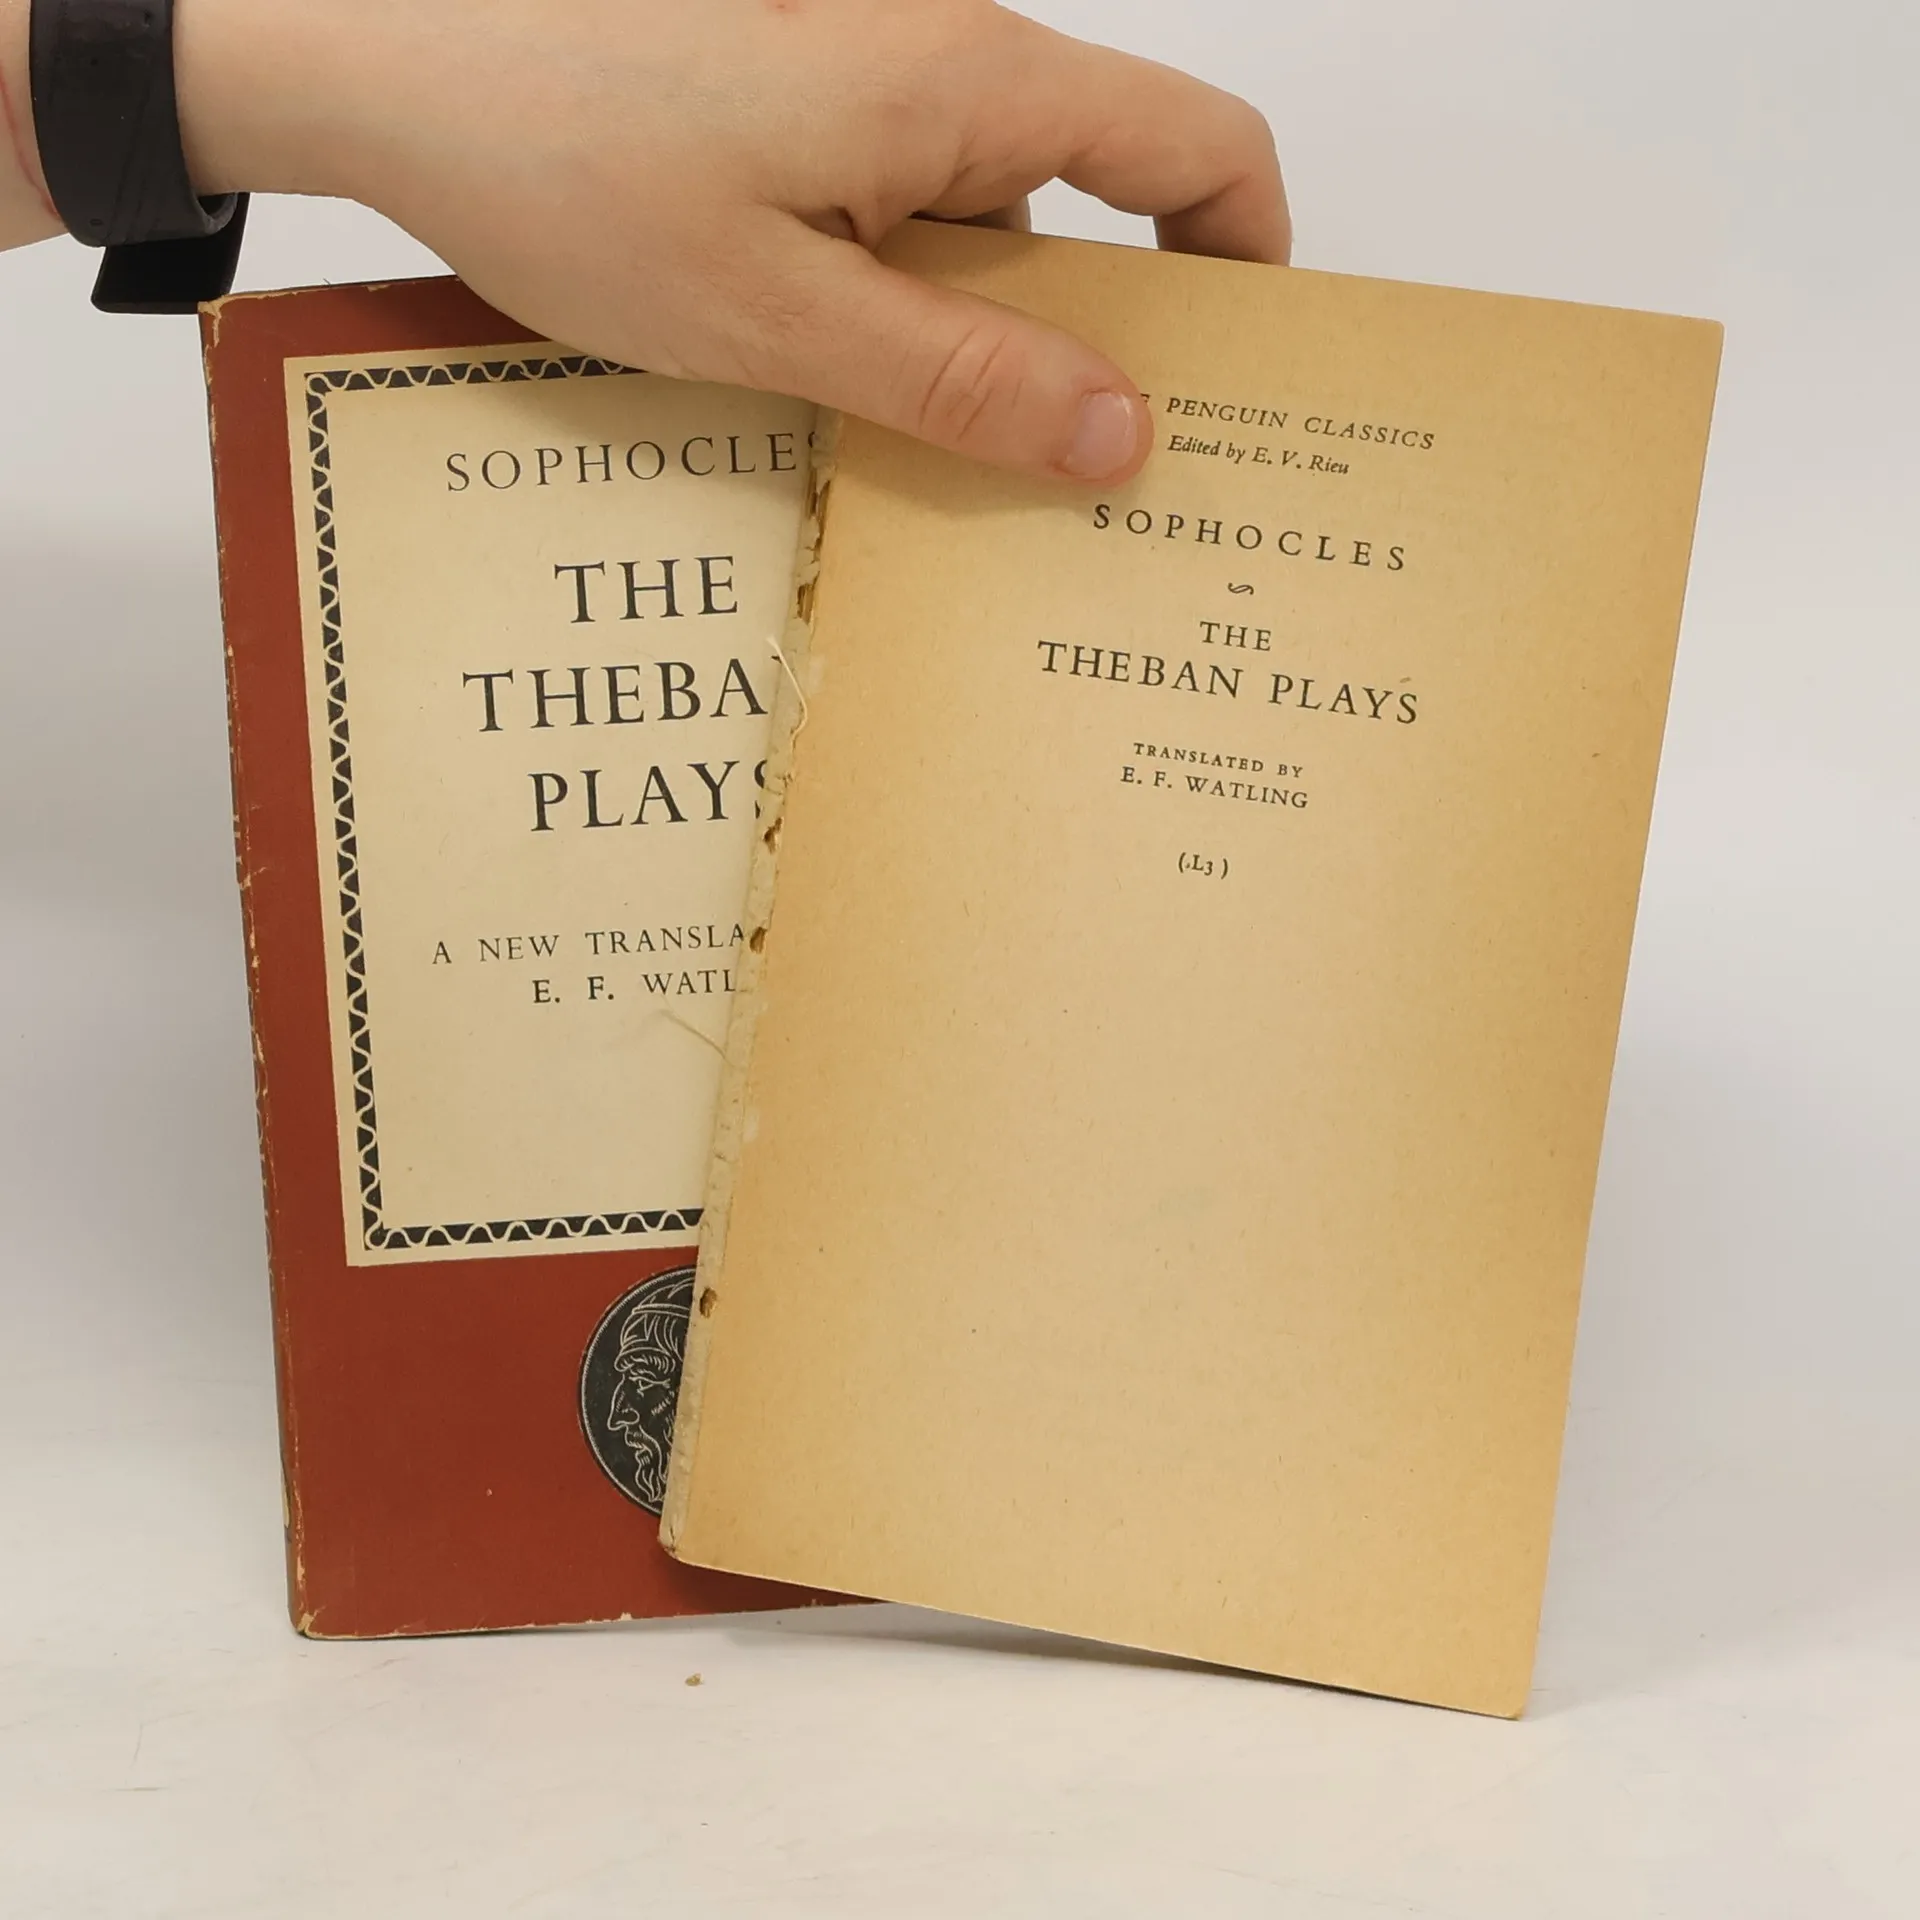 SOPHOCLES
THE
THEBA
PLAYS
A NEW TRANSLA
E. F. WATL
PENGUIN CLASSICS
Edited by E. V. Rieu
SOPHOCLES
THE
THEBAN PLAYS
TRANSLATED BY
E. F. WATLING
(L3)